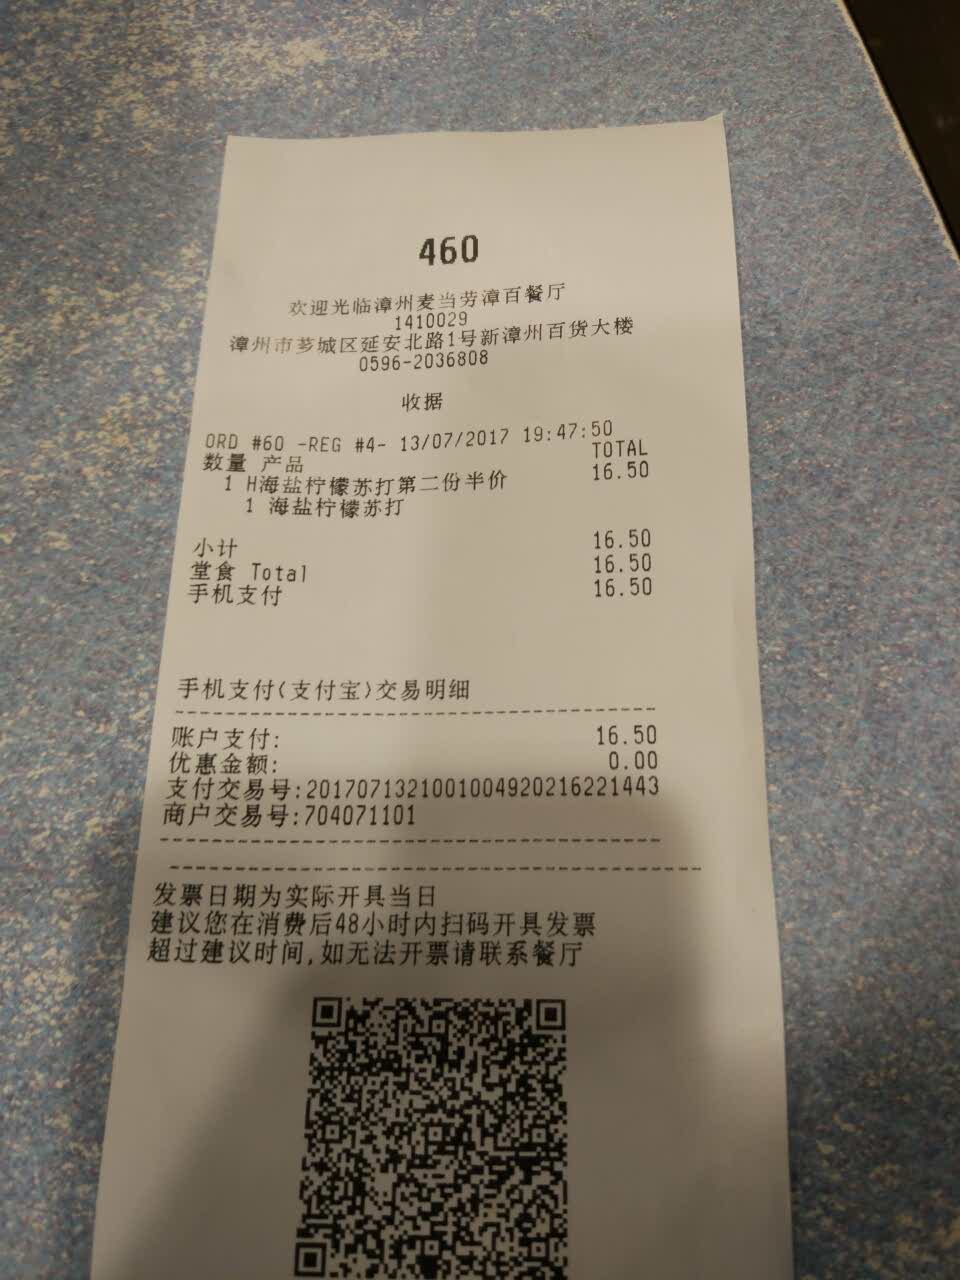 460
欢迎光临漳州麦当劳漳百餐厅
1410029
漳州市芗城区延安北路1号新漳州百货大楼
0596-2036808
收据
ORD #60 -REG #4- 13/07/2017 19:47:50
数量 产品 TOTAL
1 H海盐柠檬苏打第二份半价 16.50
1 海盐柠檬苏打
小计 16.50
堂食 Total 16.50
手机支付 16.50
手机支付(支付宝)交易明细
账户支付: 16.50
优惠金额: 0.00
支付交易号:2017071321001004920216221443
商户交易号:704071101
发票日期为实际开具当日
建议您在消费后48小时内扫码开具发票
超过建议时间,如无法开票请联系餐厅